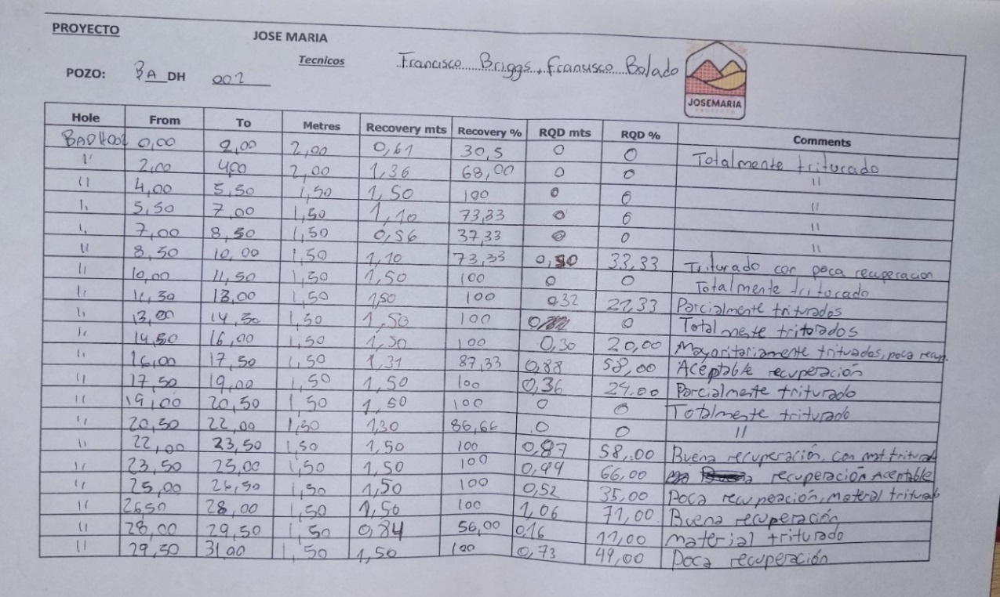 PROYECTO JOSE MARIA
Tecnicos Francisco Briggs, Francisco Bolado
POZO: BA DH 002
JOSEMARIA
PROYECTO
Hole From To Metres Recovery mts Recovery % RQD mts RQD % Comments
BADH002 0,00 2,00 2,00 0,61 30,5 0 0 Totalmente triturado
" 2,00 4,00 2,00 1,36 68,00 0 0 "
" 4,00 5,50 1,50 1,50 100 0 0 "
" 5,50 7,00 1,50 1,10 73,33 0 0 "
" 7,00 8,50 1,50 0,56 37,33 0 0 "
" 8,50 10,00 1,50 1,10 73,33 0,50 33,33 Triturado con poca recuperacion
" 10,00 11,50 1,50 1,50 100 0 0 Totalmente triturado
" 11,50 13,00 1,50 1,50 100 0,32 21,33 Parcialmente triturados
" 13,00 14,50 1,50 1,50 100 0 0 Totalmente triturados
" 14,50 16,00 1,50 1,50 100 0,30 20,00 Mayoritariamente trituados, poca recup.
" 16,00 17,50 1,50 1,31 87,33 0,88 58,00 Aceptable recuperación
" 17,50 19,00 1,50 1,50 100 0,36 24,00 Parcialmente triturado
" 19,00 20,50 1,50 1,50 100 0 0 Totalmente triturado
" 20,50 22,00 1,50 1,30 86,66 0 0 "
" 22,00 23,50 1,50 1,50 100 0,87 58,00 Buena recuperación, con mat. triturado
" 23,50 25,00 1,50 1,50 100 0,99 66,00 recuperación Aceptable
" 25,00 26,50 1,50 1,50 100 0,52 35,00 Poca recuperación, material triturado
" 26,50 28,00 1,50 1,50 100 1,06 71,00 Buena recuperación
" 28,00 29,50 1,50 0,84 56,00 0,16 11,00 material triturado
" 29,50 31,00 1,50 1,50 100 0,73 49,00 Poca recuperación